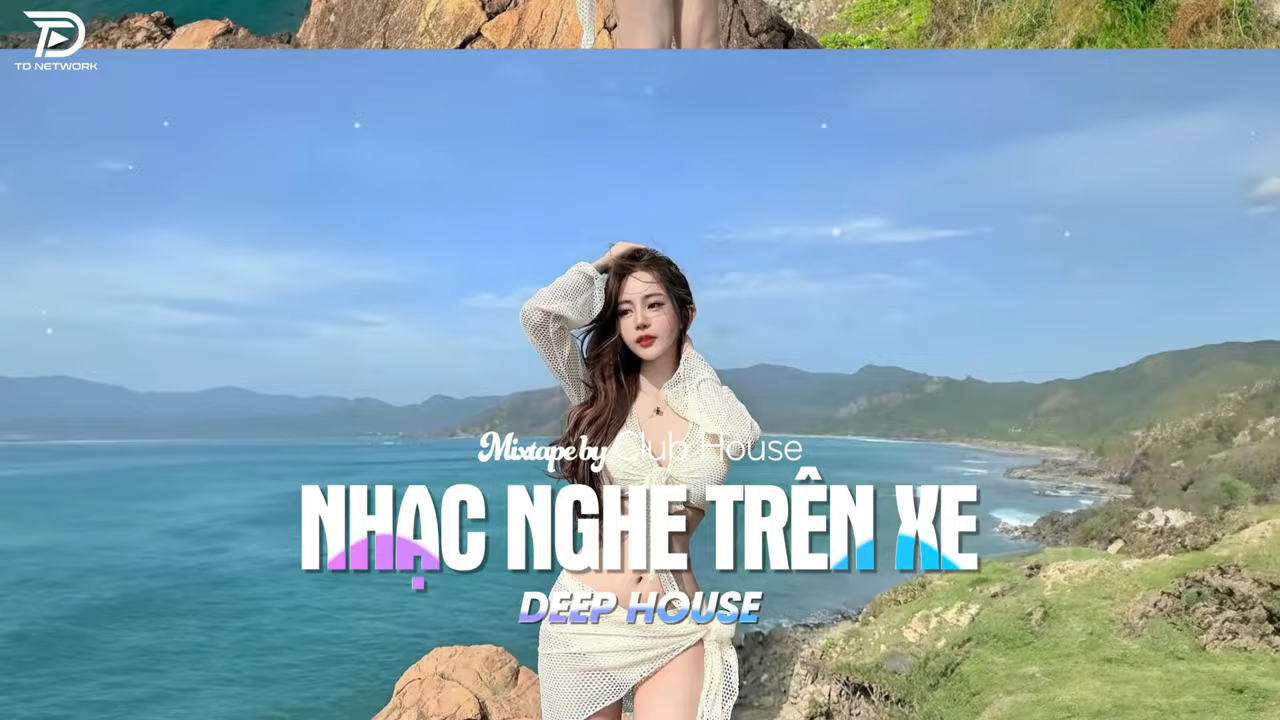 TD NETWORK
Mixtape by Club House
NHẠC NGHE TRÊN XE
DEEP HOUSE